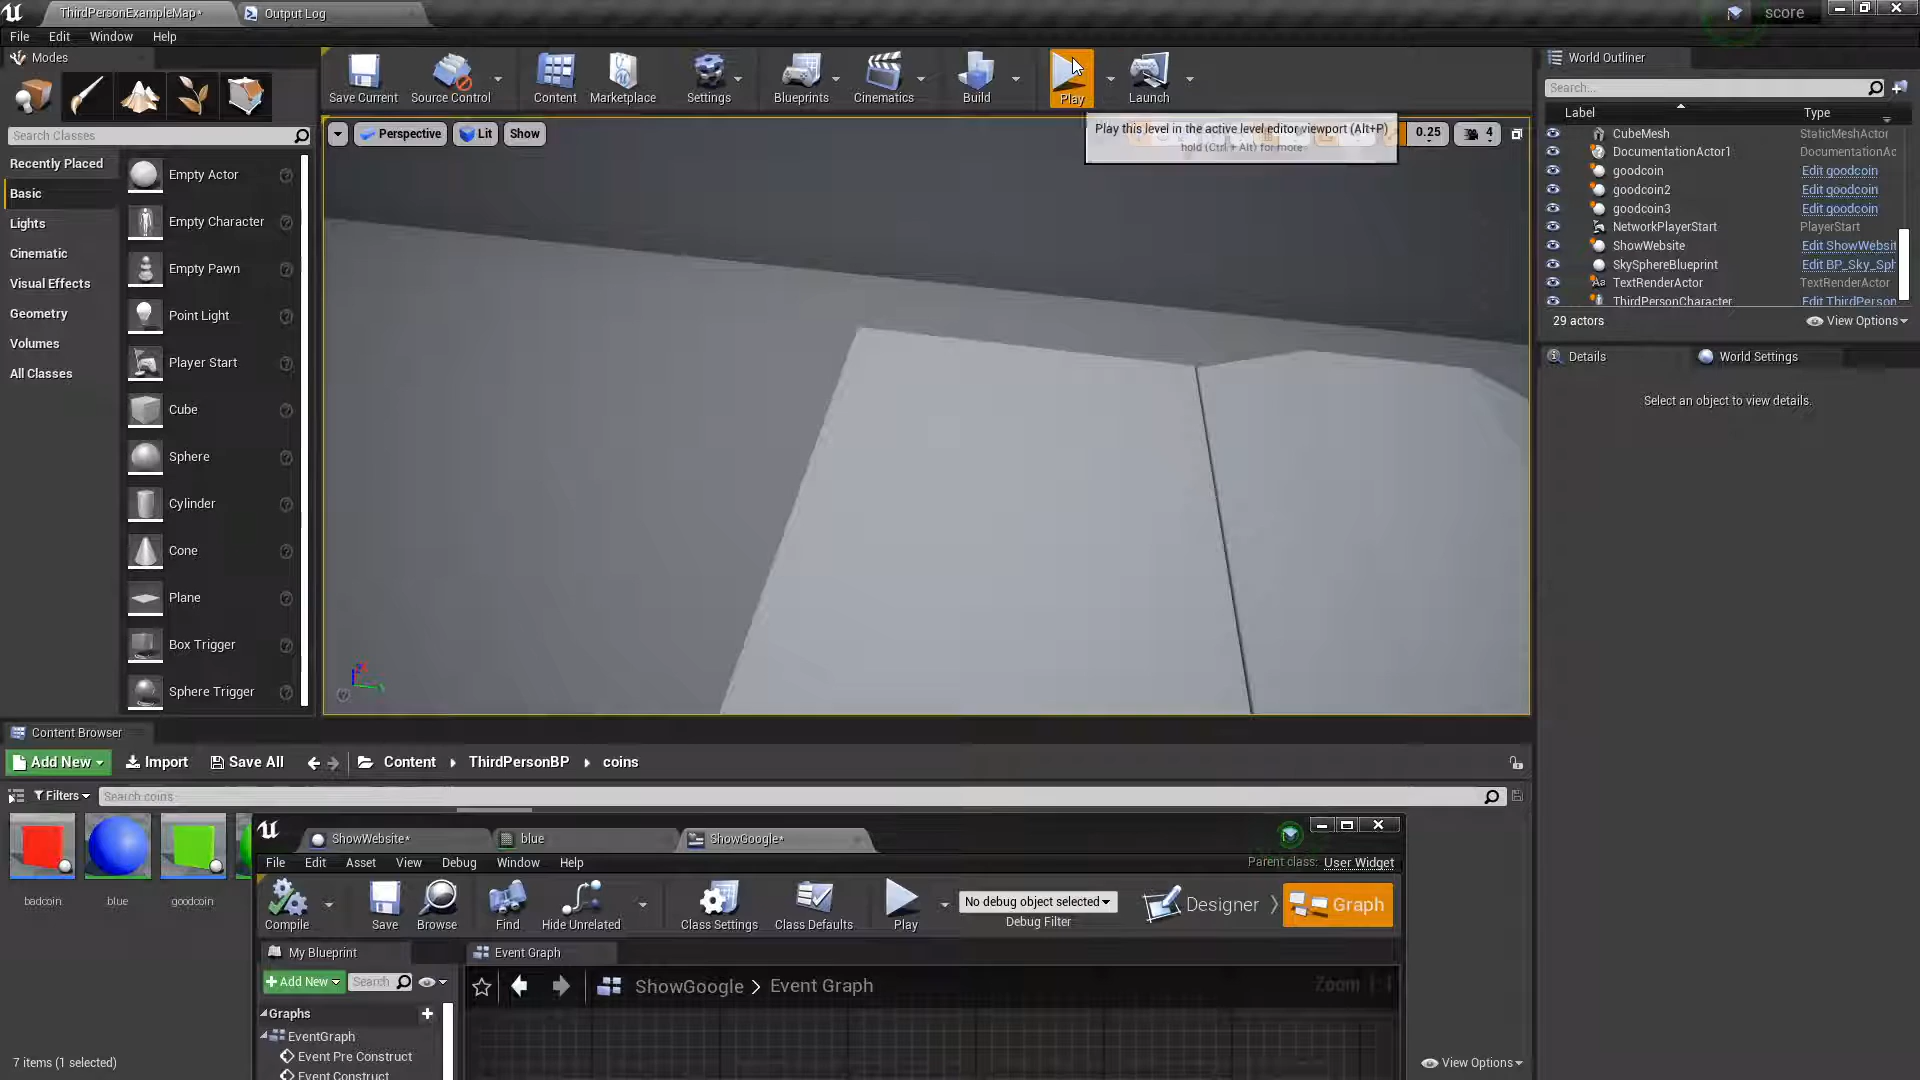 ThirdPersonExampleMap*
Output Log
score
File Edit Window Help
Modes
Search Classes
Recently Placed
Basic
Lights
Cinematic
Visual Effects
Geometry
Volumes
All Classes
Empty Actor
Empty Character
Empty Pawn
Point Light
Player Start
Cube
Sphere
Cylinder
Cone
Plane
Box Trigger
Sphere Trigger
Save Current
Source Control
Content
Marketplace
Settings
Blueprints
Cinematics
Build
Play
Launch
Perspective Lit Show
0.25 4
Play this level in the active level editor viewport (Alt+P)
hold (Ctrl + Alt) for more
World Outliner
Search...
Label Type
CubeMesh StaticMeshActor
DocumentationActor1 DocumentationAc
goodcoin Edit goodcoin
goodcoin2 Edit goodcoin
goodcoin3 Edit goodcoin
NetworkPlayerStart PlayerStart
ShowWebsite Edit ShowWebsit
SkySphereBlueprint Edit BP_Sky_Sph
TextRenderActor TextRenderActor
ThirdPersonCharacter Edit ThirdPerson
29 actors View Options
Details World Settings
Select an object to view details.
Content Browser
Add New Import Save All Content ThirdPersonBP coins
Filters Search coins
badcoin blue goodcoin
7 items (1 selected)
View Options
ShowWebsite* blue ShowGoogle*
File Edit Asset View Debug Window Help
Parent class: User Widget
Compile Save Browse Find Hide Unrelated Class Settings Class Defaults Play
No debug object selected
Debug Filter
Designer Graph
My Blueprint Event Graph
Add New Search
ShowGoogle > Event Graph
Graphs
EventGraph
Event Pre Construct
Event Construct